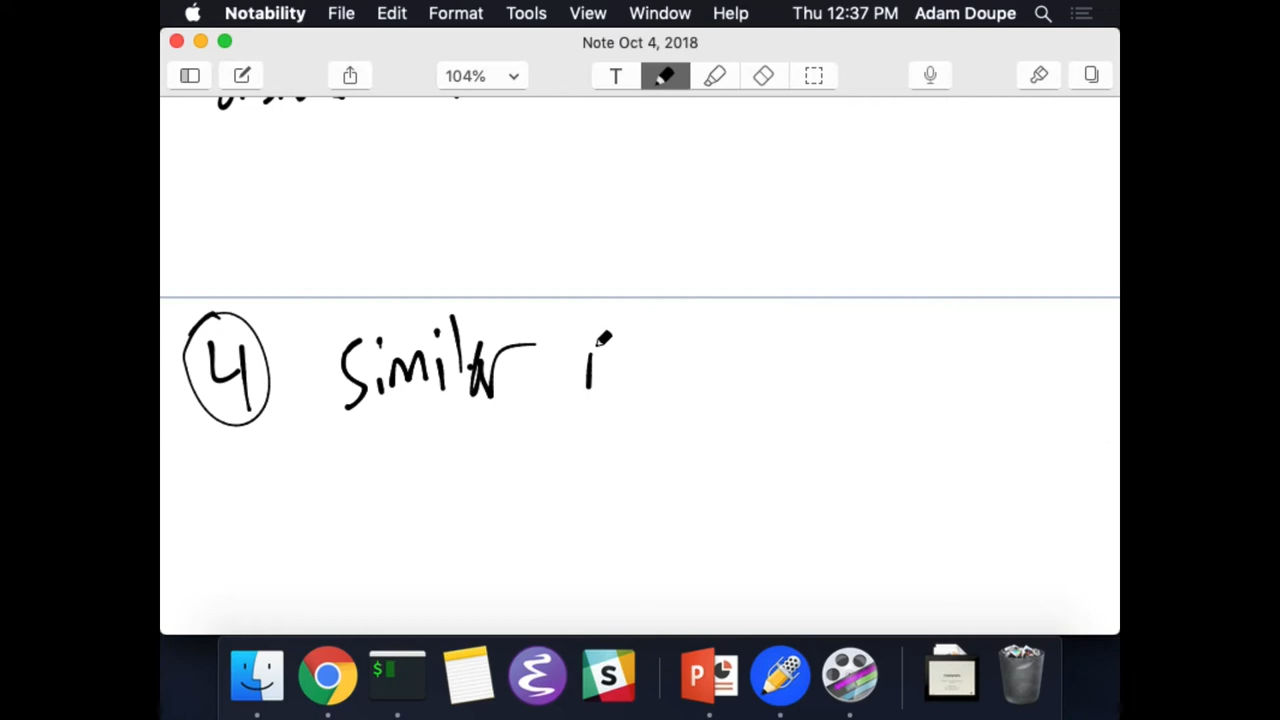 Notability File Edit Format Tools View Window Help Thu 12:37 PM Adam Doupe
Note Oct 4, 2018
104% T
4 Similar i
$
S
P